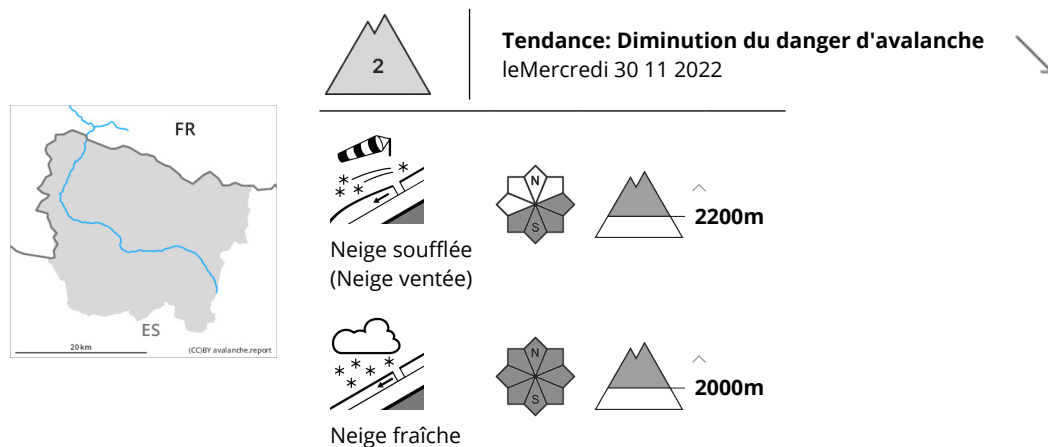 2
Tendance: Diminution du danger d'avalanche
leMercredi 30 11 2022
FR
ES
20 km
(CC)BY avalanche.report
N
S
2200m
Neige soufflée
(Neige ventée)
N
S
2000m
Neige fraîche